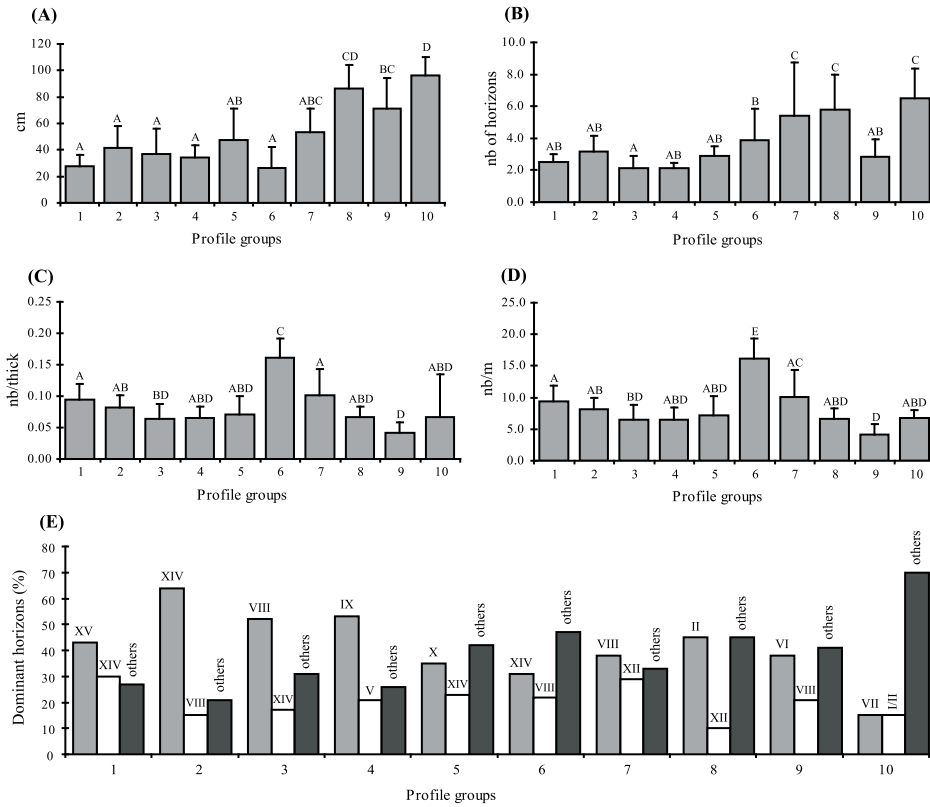 (A)
cm
120
100
80
60
40
20
0
A
A
A
A
AB
A
ABC
CD
BC
D
1 2 3 4 5 6 7 8 9 10
Profile groups
(B)
nb of horizons
10.0
8.0
6.0
4.0
2.0
0.0
AB
AB
A
AB
AB
B
C
C
AB
C
1 2 3 4 5 6 7 8 9 10
Profile groups
(C)
nb/thick
0.25
0.20
0.15
0.10
0.05
0.00
A
AB
BD
ABD
ABD
C
A
ABD
D
ABD
1 2 3 4 5 6 7 8 9 10
Profile groups
(D)
nb/m
25.0
20.0
15.0
10.0
5.0
0.0
A
AB
BD
ABD
ABD
E
AC
ABD
D
ABD
1 2 3 4 5 6 7 8 9 10
Profile groups
(E)
Dominant horizons (%)
80
70
60
50
40
30
20
10
0
XV
XIV
others
XIV
VIII
others
VIII
XIV
others
IX
V
others
X
XIV
others
XIV
VIII
others
VIII
XII
others
II
XII
others
VI
VIII
others
VII
I/II
others
1 2 3 4 5 6 7 8 9 10
Profile groups